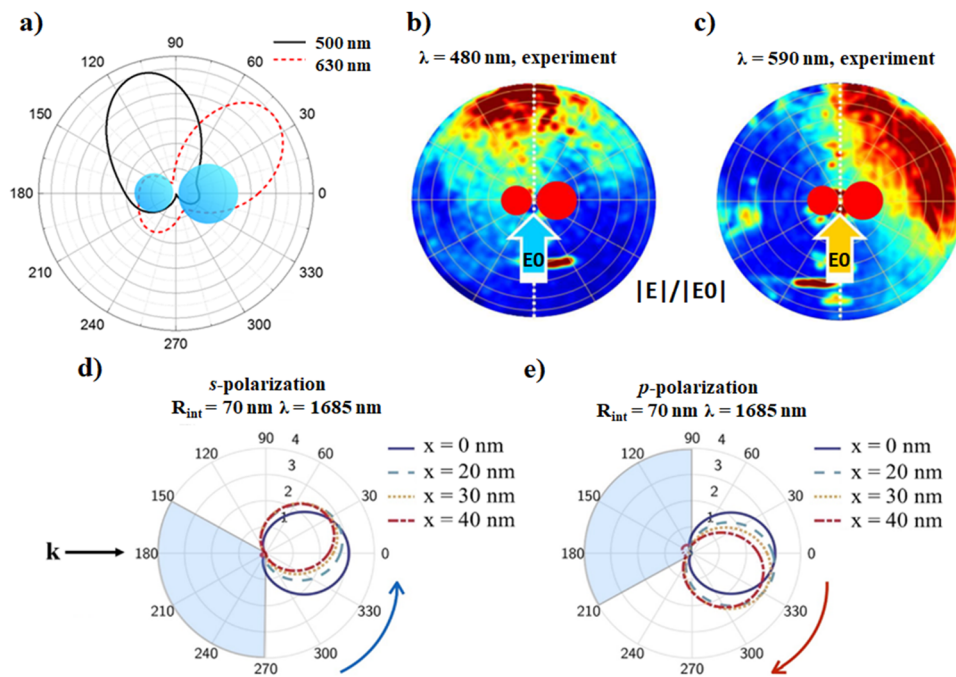 a)
90
120
60
150
30
180
0
210
330
240
300
270
500 nm
630 nm
b)
λ = 480 nm, experiment
E0
c)
λ = 590 nm, experiment
E0
|E|/|E0|
d)
s-polarization
R_int = 70 nm λ = 1685 nm
90
4
120
60
3
2
150
30
1
k
180
0
210
330
240
300
270
x = 0 nm
x = 20 nm
x = 30 nm
x = 40 nm
e)
p-polarization
R_int = 70 nm λ = 1685 nm
90
4
120
60
3
2
150
30
1
180
0
210
330
240
300
270
x = 0 nm
x = 20 nm
x = 30 nm
x = 40 nm